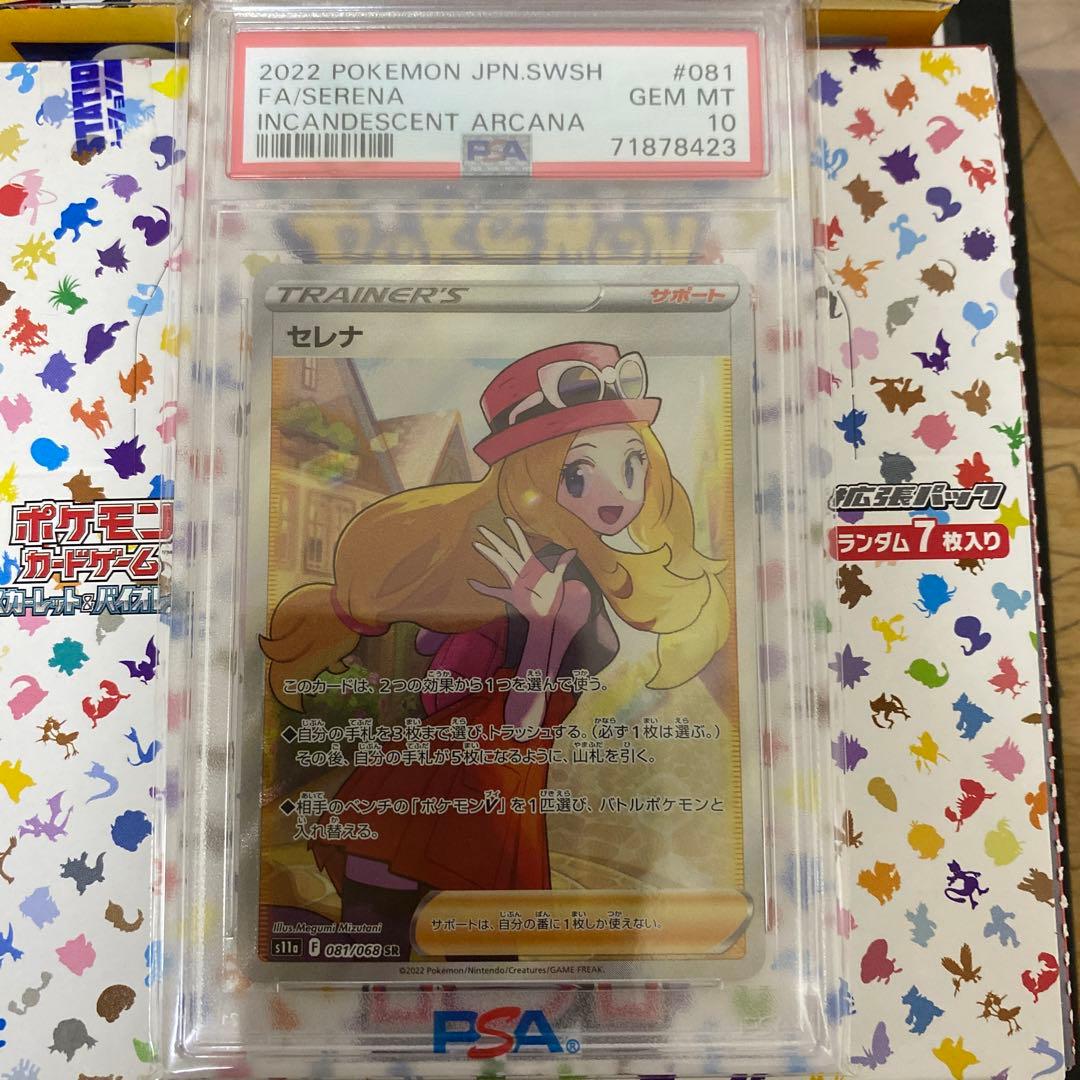 2022 POKEMON JPN.SWSH #081
FA/SERENA GEM MT
INCANDESCENT ARCANA 10
PSA 71878423
POKÉMON
TRAINER'S サポート
セレナ
ポケモン
カードゲーム
拡張パック
ランダム7枚入り
このカードは、2つの効果から1つを選んで使う。
◆自分の手札を3枚まで選び、トラッシュする。(必ず1枚は選ぶ。)
その後、自分の手札が5枚になるように、山札を引く。
◆相手のベンチの「ポケモンV」を1匹選び、バトルポケモンと
入れ替える。
サポートは、自分の番に1枚しか使えない。
Illus. Megumi Mizutani
s11a F 081/068 SR
©2022 Pokémon/Nintendo/Creatures/GAME FREAK.
PSA®